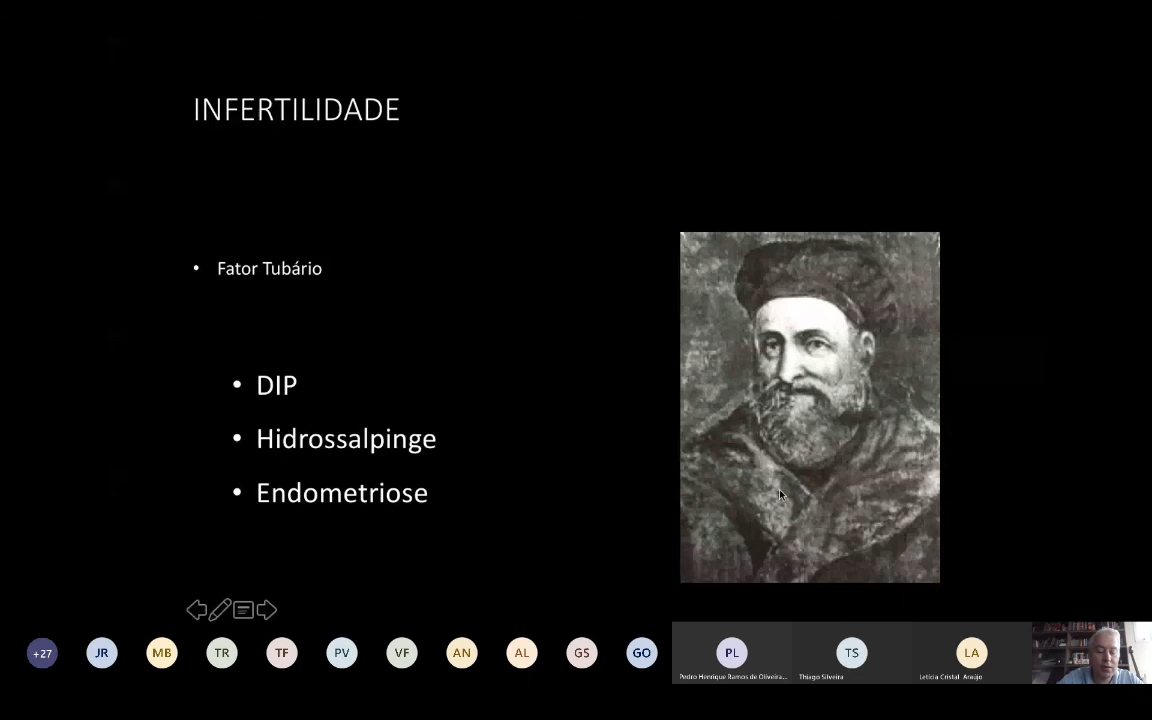 INFERTILIDADE
• Fator Tubário
• DIP
• Hidrossalpinge
• Endometriose
+27 JR MB TR TF PV VF AN AL GS GO PL TS LA
Pedro Henrique Ramos de Oliveira... Thiago Silveira Letícia Cristal Araújo